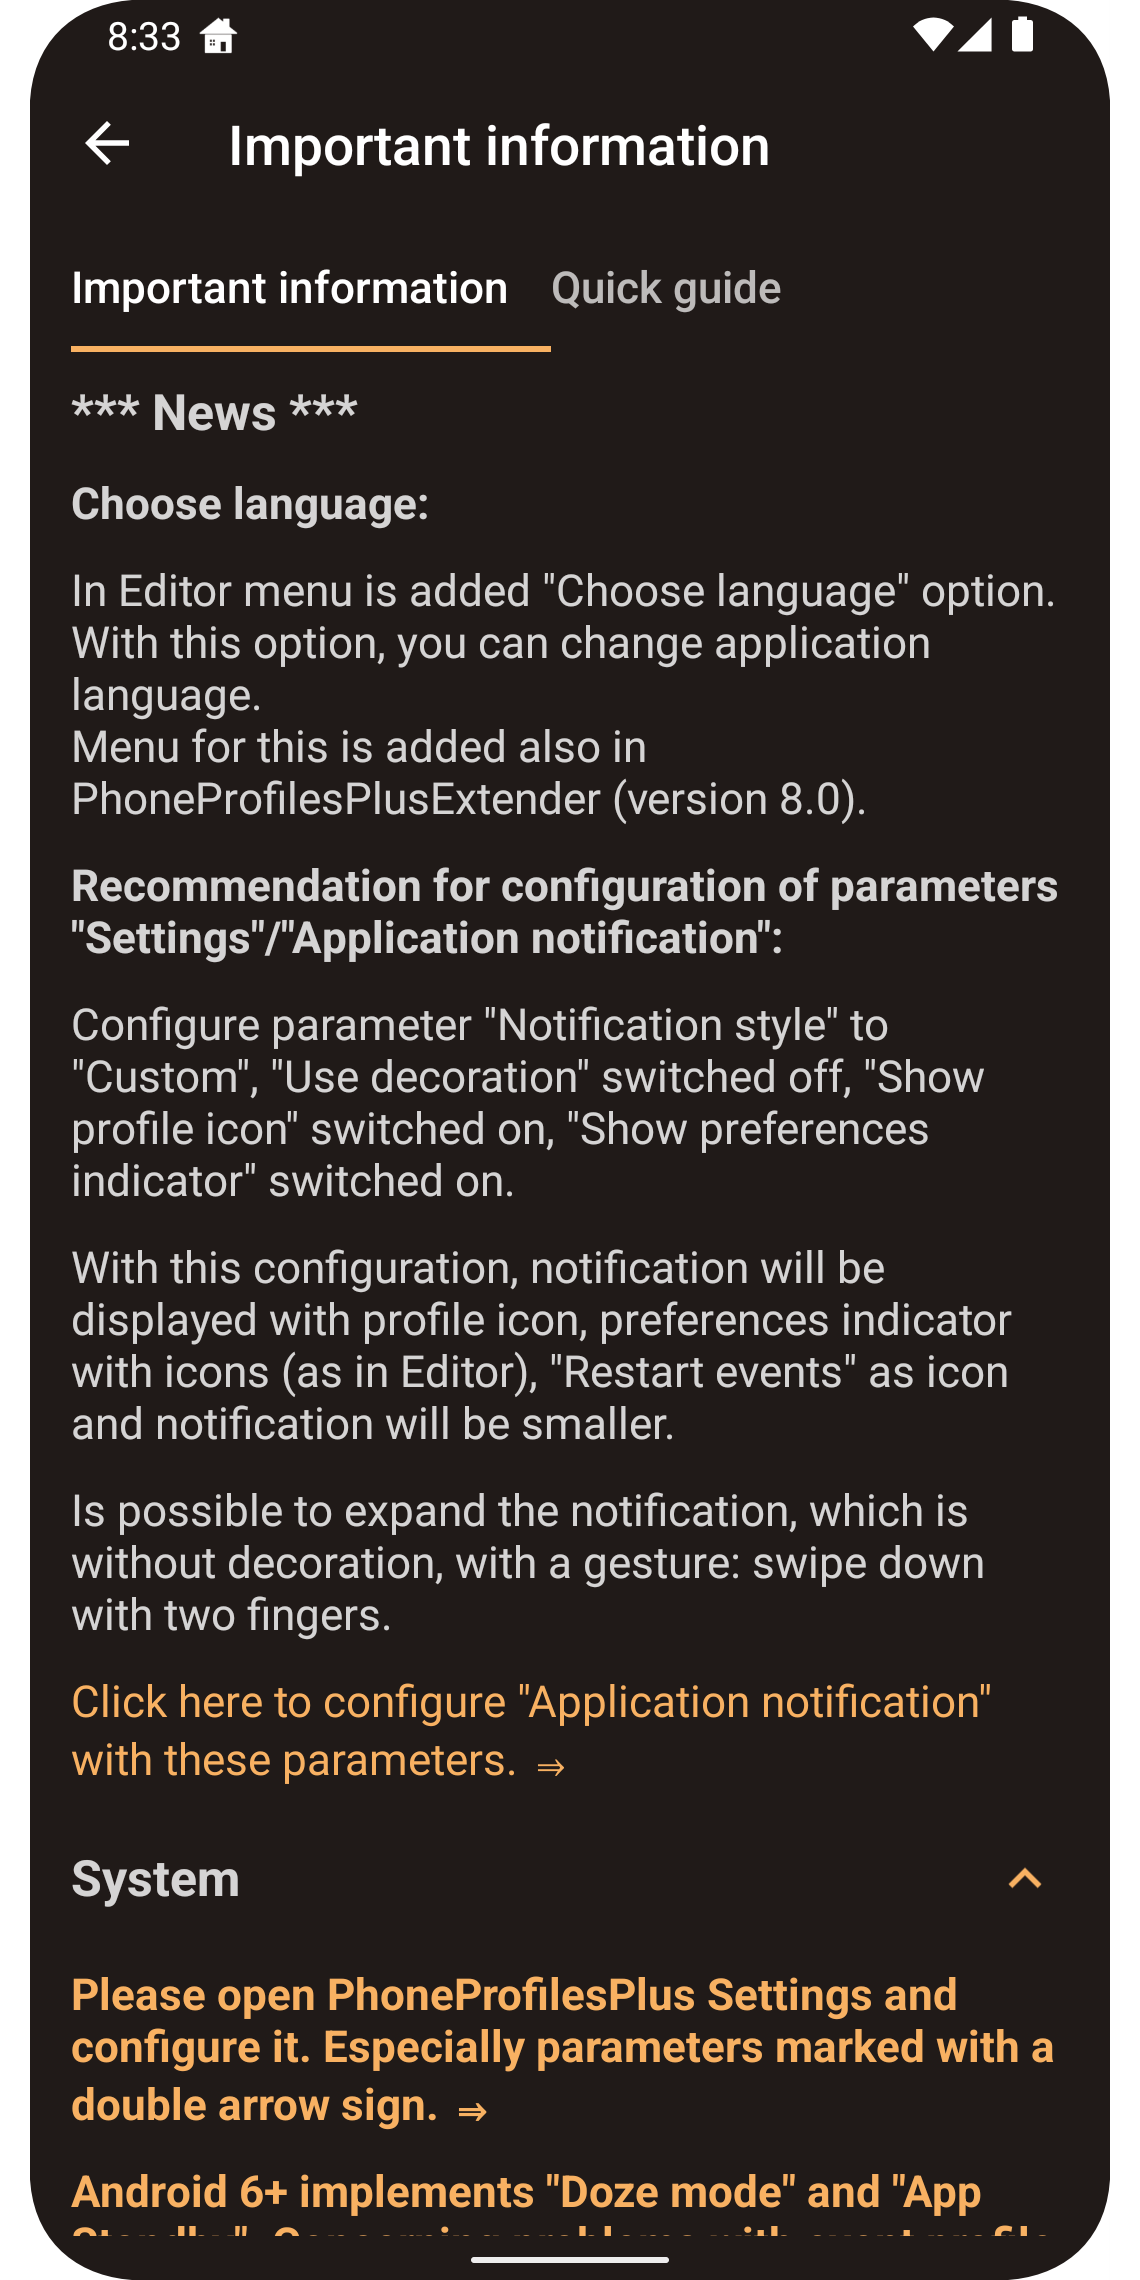 8:33
Important information
Important information Quick guide
*** News ***
Choose language:
In Editor menu is added "Choose language" option.
With this option, you can change application
language.
Menu for this is added also in
PhoneProfilesPlusExtender (version 8.0).
Recommendation for configuration of parameters
"Settings"/"Application notification":
Configure parameter "Notification style" to
"Custom", "Use decoration" switched off, "Show
profile icon" switched on, "Show preferences
indicator" switched on.
With this configuration, notification will be
displayed with profile icon, preferences indicator
with icons (as in Editor), "Restart events" as icon
and notification will be smaller.
Is possible to expand the notification, which is
without decoration, with a gesture: swipe down
with two fingers.
Click here to configure "Application notification"
with these parameters. ⇒
System
Please open PhoneProfilesPlus Settings and
configure it. Especially parameters marked with a
double arrow sign. ⇒
Android 6+ implements "Doze mode" and "App
Standby". Concerning problems with event profile